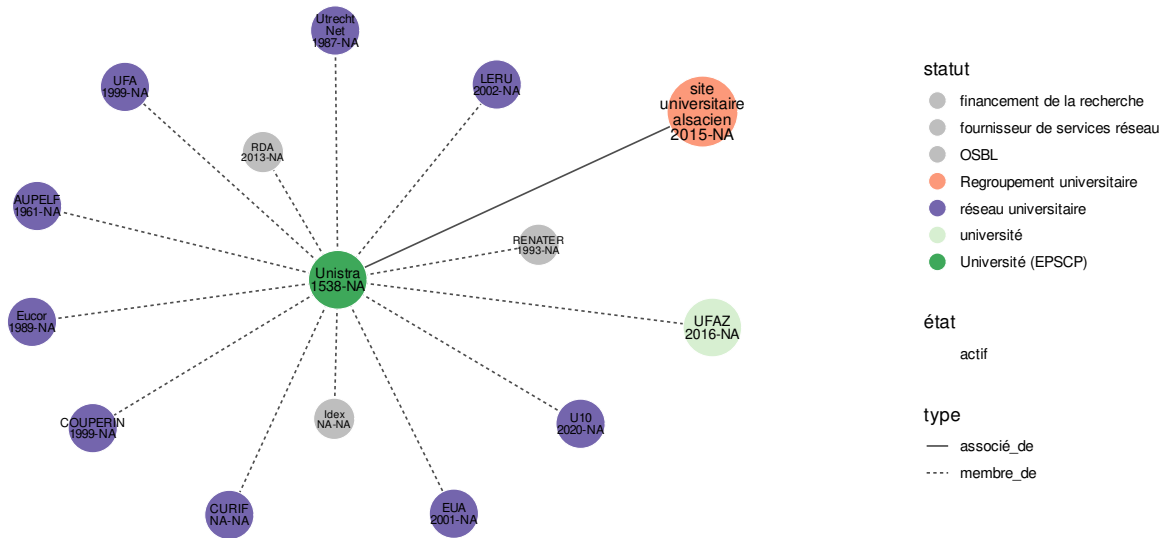 Utrecht
Net
1987-NA
UFA
1999-NA
LERU
2002-NA
site
universitaire
alsacien
2015-NA
RDA
2013-NA
AUPELF
1961-NA
RENATER
1993-NA
Unistra
1538-NA
Eucor
1989-NA
UFAZ
2016-NA
COUPERIN
1999-NA
Idex
NA-NA
U10
2020-NA
CURIF
NA-NA
EUA
2001-NA
statut
financement de la recherche
fournisseur de services réseau
OSBL
Regroupement universitaire
réseau universitaire
université
Université (EPSCP)
état
actif
type
associé_de
membre_de